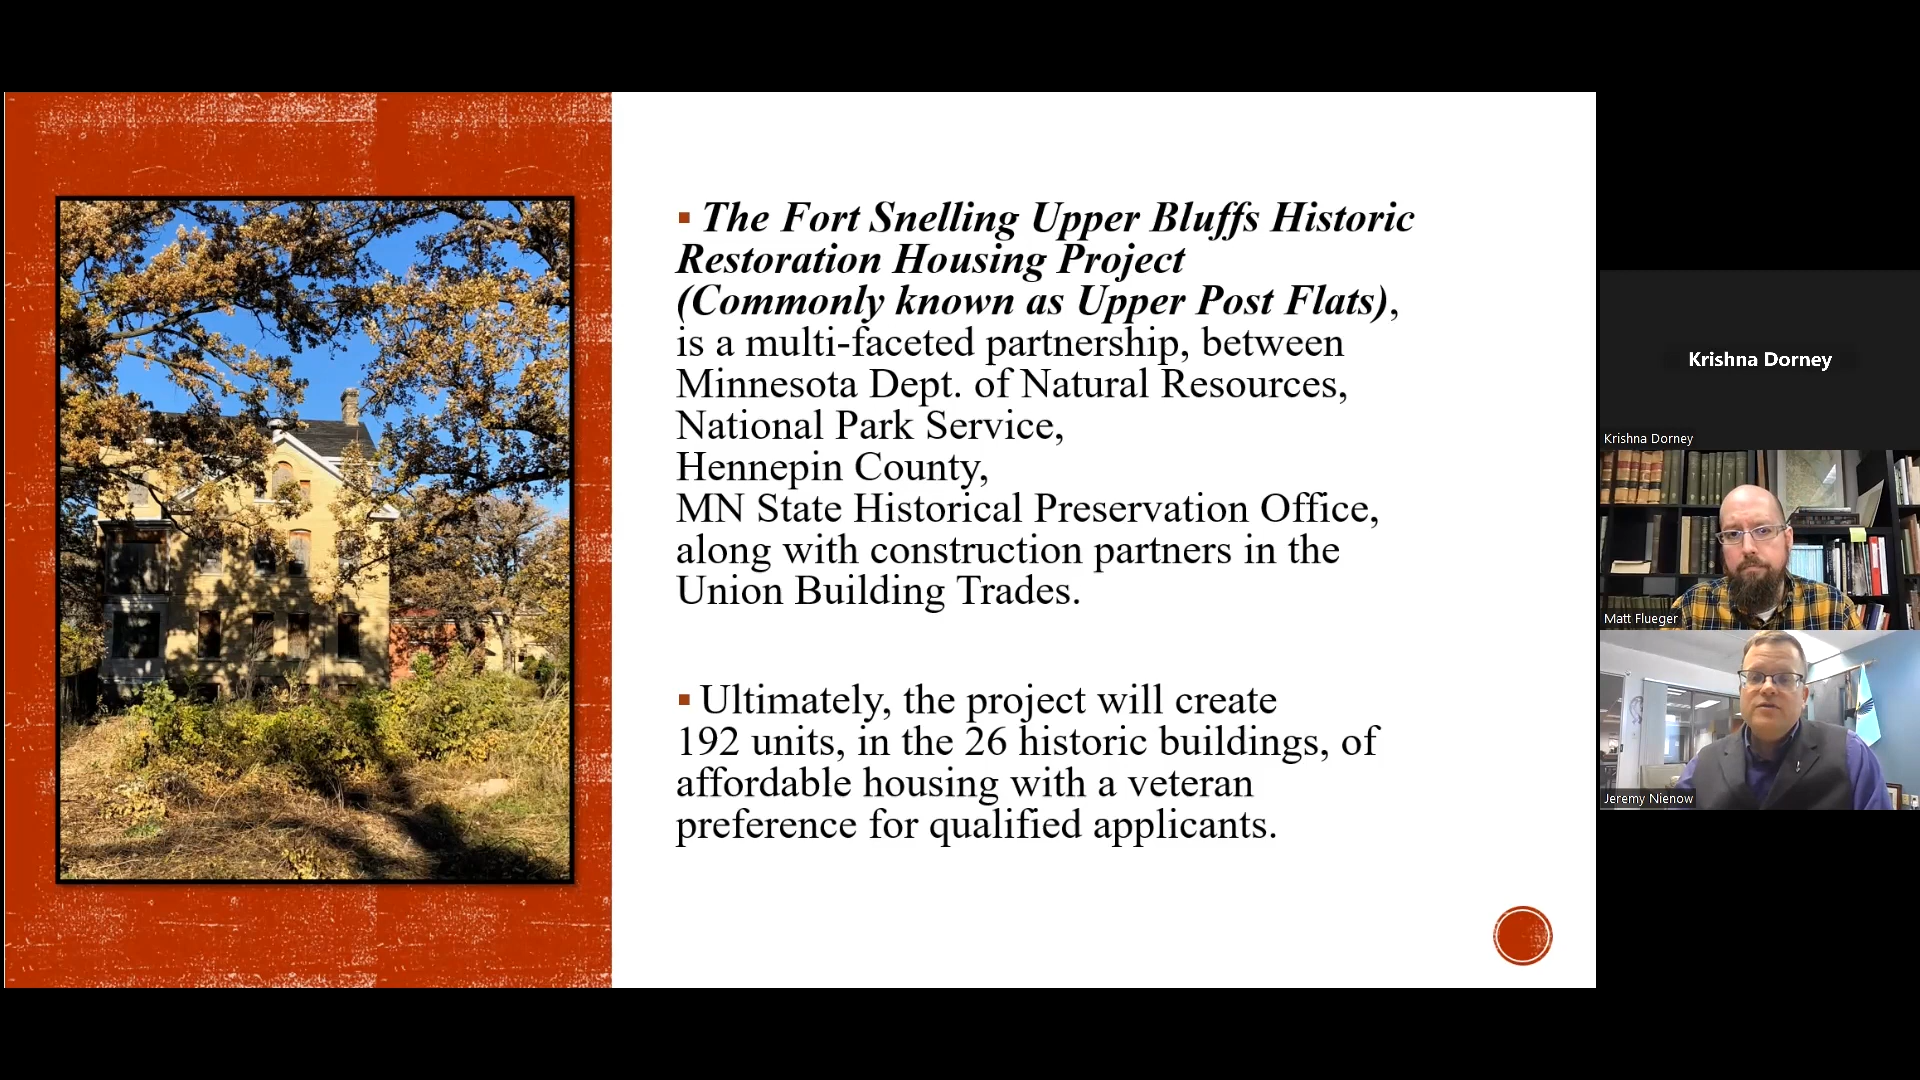 ▪ The Fort Snelling Upper Bluffs Historic
Restoration Housing Project
(Commonly known as Upper Post Flats),
is a multi-faceted partnership, between
Minnesota Dept. of Natural Resources,
National Park Service,
Hennepin County,
MN State Historical Preservation Office,
along with construction partners in the
Union Building Trades.
▪ Ultimately, the project will create
192 units, in the 26 historic buildings, of
affordable housing with a veteran
preference for qualified applicants.
Krishna Dorney
Krishna Dorney
Matt Flueger
Jeremy Nienow